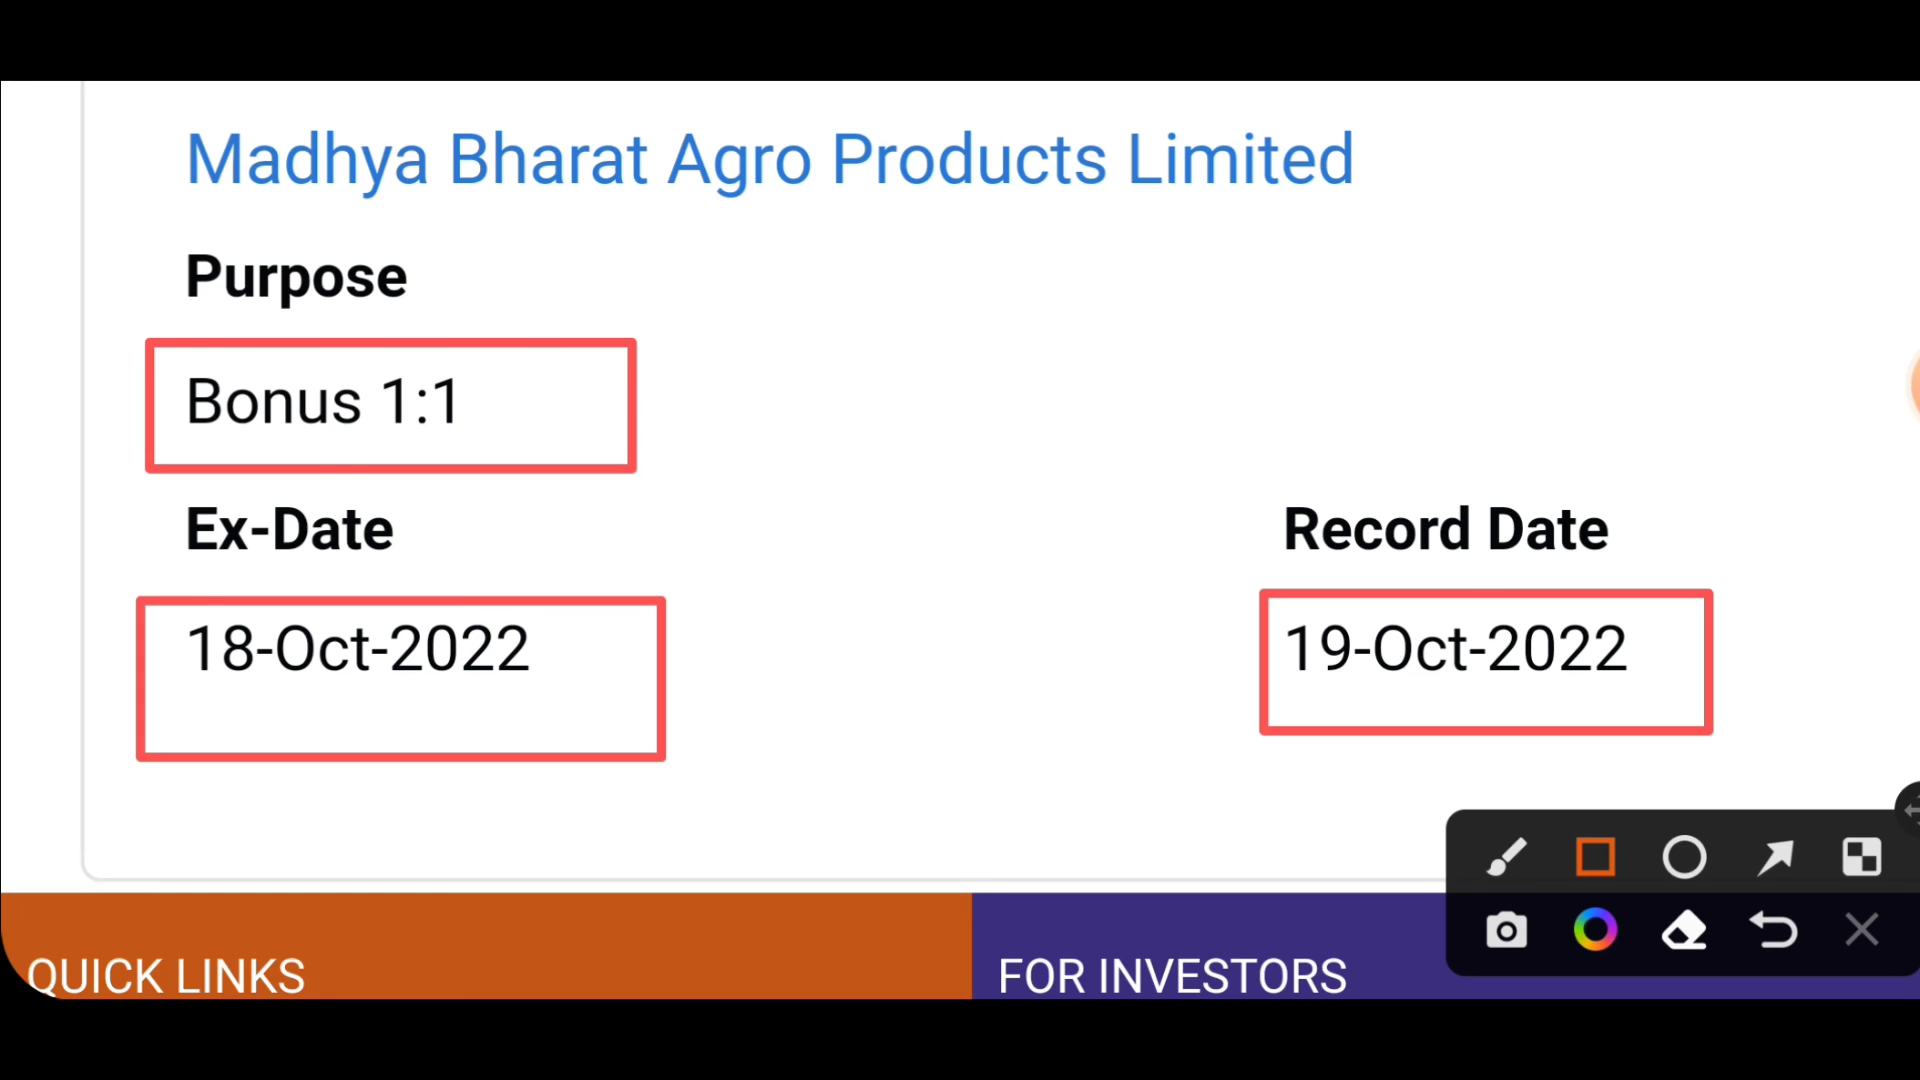 Madhya Bharat Agro Products Limited
Purpose
Bonus 1:1
Ex-Date
Record Date
18-Oct-2022
19-Oct-2022
QUICK LINKS
FOR INVESTORS